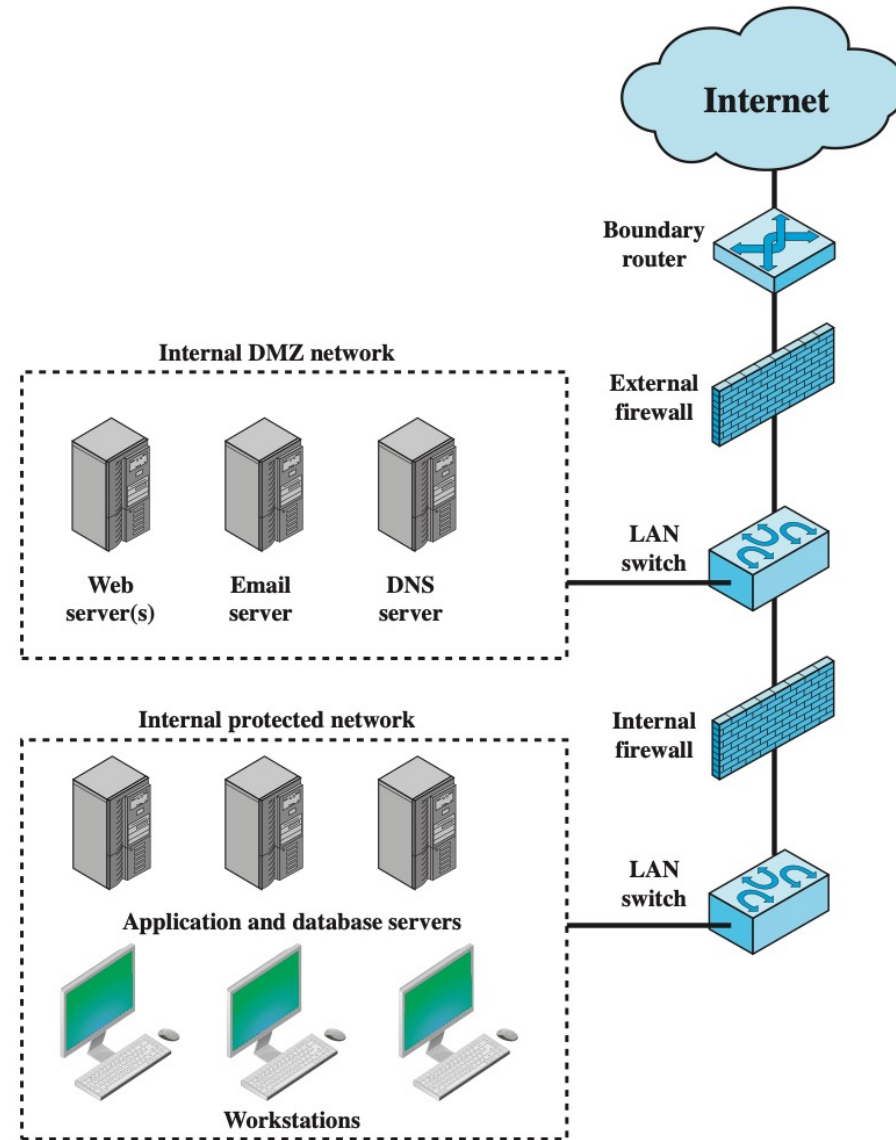 Internet
Boundary
router
Internal DMZ network
External
firewall
LAN
switch
Web
server(s)
Email
server
DNS
server
Internal protected network
Internal
firewall
LAN
switch
Application and database servers
Workstations